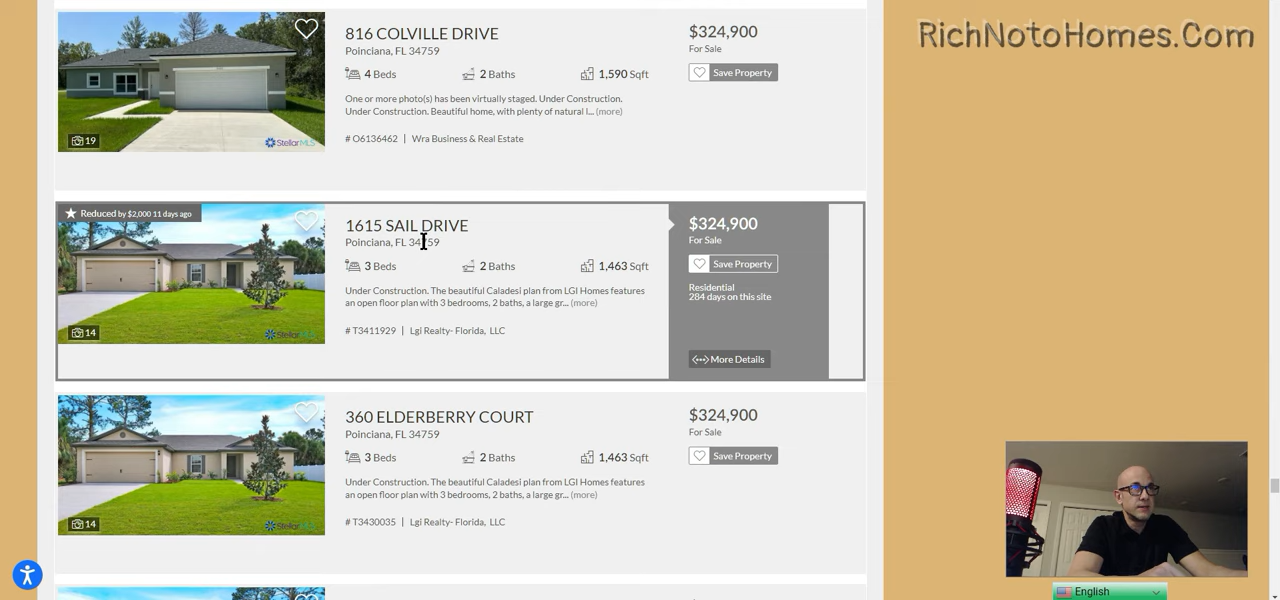 RichNotoHomes.Com
816 COLVILLE DRIVE
Poinciana, FL 34759
4 Beds 2 Baths 1,590 Sqft
One or more photo(s) has been virtually staged. Under Construction.
Under Construction. Beautiful home, with plenty of natural l... (more)
# O6136462 | Wra Business & Real Estate
$324,900
For Sale
Save Property
19
StellarMLS
Reduced by $2,000 11 days ago
1615 SAIL DRIVE
Poinciana, FL 34759
3 Beds 2 Baths 1,463 Sqft
Under Construction. The beautiful Caladesi plan from LGI Homes features
an open floor plan with 3 bedrooms, 2 baths, a large gr... (more)
# T3411929 | Lgi Realty- Florida, LLC
$324,900
For Sale
Save Property
Residential
284 days on this site
More Details
14
StellarMLS
360 ELDERBERRY COURT
Poinciana, FL 34759
3 Beds 2 Baths 1,463 Sqft
Under Construction. The beautiful Caladesi plan from LGI Homes features
an open floor plan with 3 bedrooms, 2 baths, a large gr... (more)
# T3430035 | Lgi Realty- Florida, LLC
$324,900
For Sale
Save Property
14
StellarMLS
English